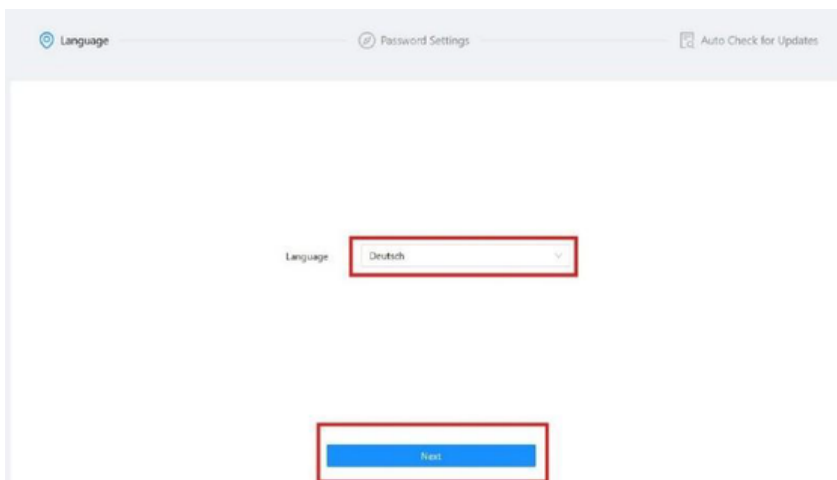 Language
Password Settings
Auto Check for Updates
Language
Deutsch
Next